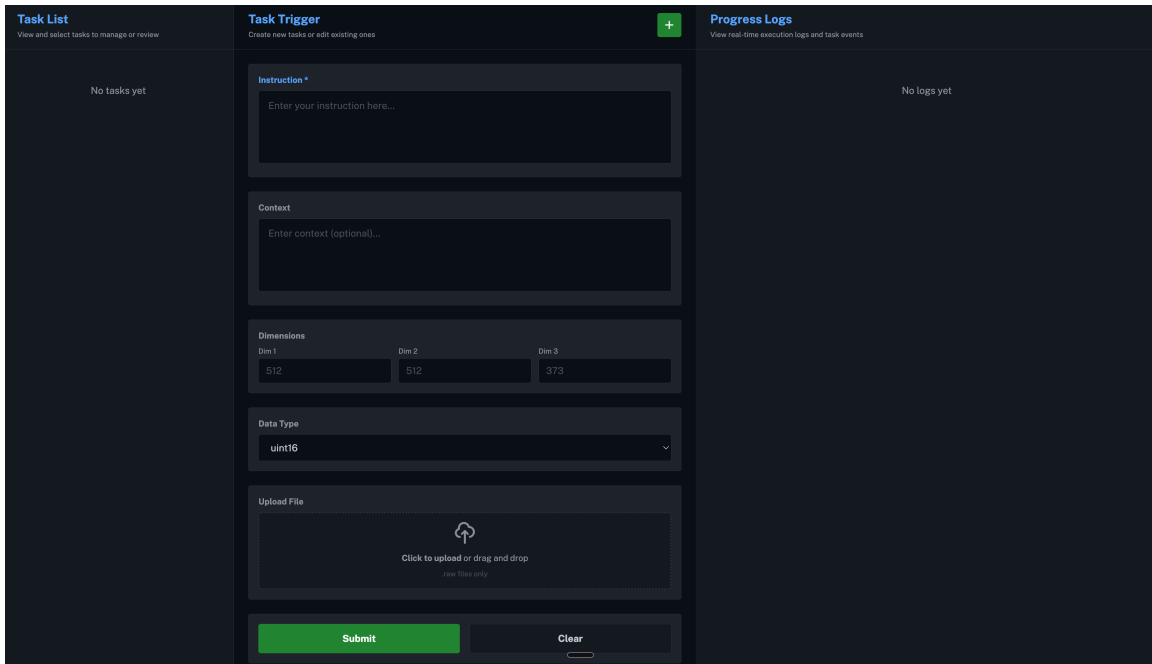 Task List
View and select tasks to manage or review
No tasks yet
Task Trigger
Create new tasks or edit existing ones
+
Instruction *
Enter your instruction here...
Context
Enter context (optional)...
Dimensions
Dim 1
Dim 2
Dim 3
512
512
373
Data Type
uint16
Upload File
Click to upload or drag and drop
.raw files only
Submit
Clear
Progress Logs
View real-time execution logs and task events
No logs yet